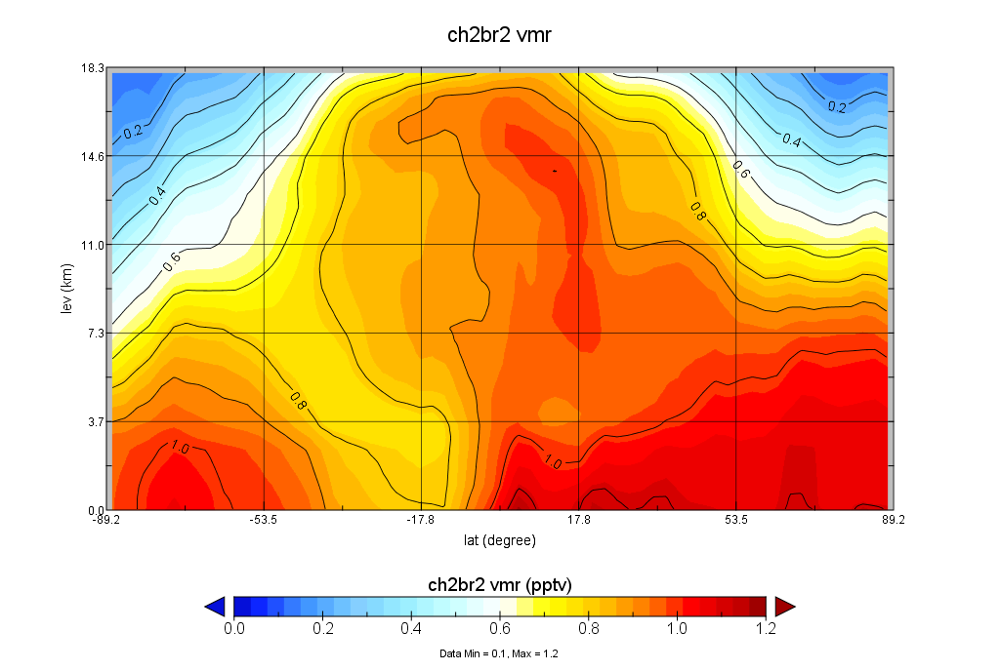 ch2br2 vmr
18.3
14.6
11.0
7.3
3.7
0.0
lev (km)
0.2
0.4
0.6
0.8
1.0
1.0
0.8
0.6
0.4
0.2
-89.2 -53.5 -17.8 17.8 53.5 89.2
lat (degree)
ch2br2 vmr (pptv)
0.0 0.2 0.4 0.6 0.8 1.0 1.2
Data Min = 0.1, Max = 1.2